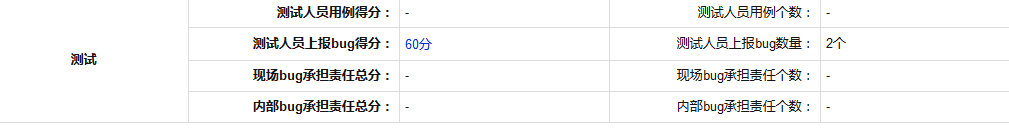 测试人员用例得分： - 测试人员用例个数： -
测试 测试人员上报bug得分： 60分 测试人员上报bug数量： 2个
现场bug承担责任总分： - 现场bug承担责任个数： -
内部bug承担责任总分： - 内部bug承担责任个数： -